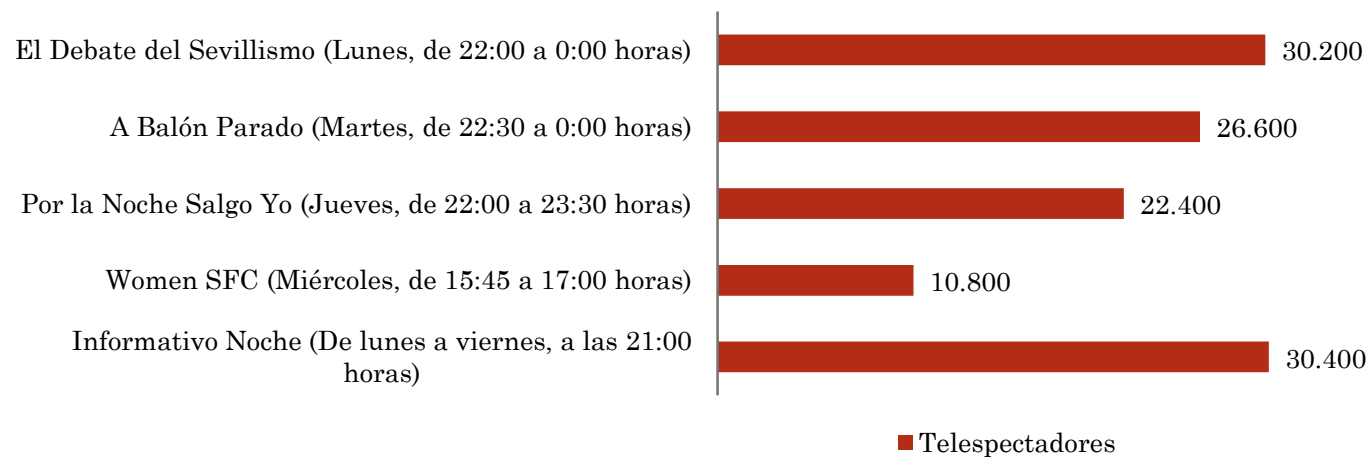 El Debate del Sevillismo (Lunes, de 22:00 a 0:00 horas)
30.200
A Balón Parado (Martes, de 22:30 a 0:00 horas)
26.600
Por la Noche Salgo Yo (Jueves, de 22:00 a 23:30 horas)
22.400
Women SFC (Miércoles, de 15:45 a 17:00 horas)
10.800
Informativo Noche (De lunes a viernes, a las 21:00
horas)
30.400
Telespectadores